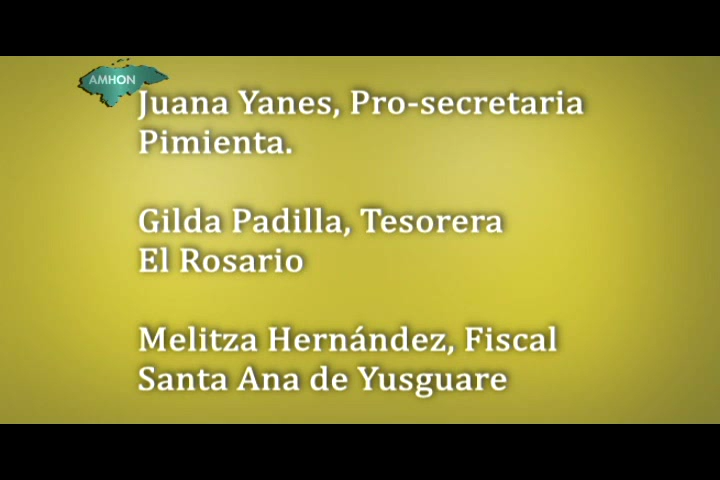 AMHON
Juana Yanes, Pro-secretaria
Pimienta.
Gilda Padilla, Tesorera
El Rosario
Melitza Hernández, Fiscal
Santa Ana de Yusguare